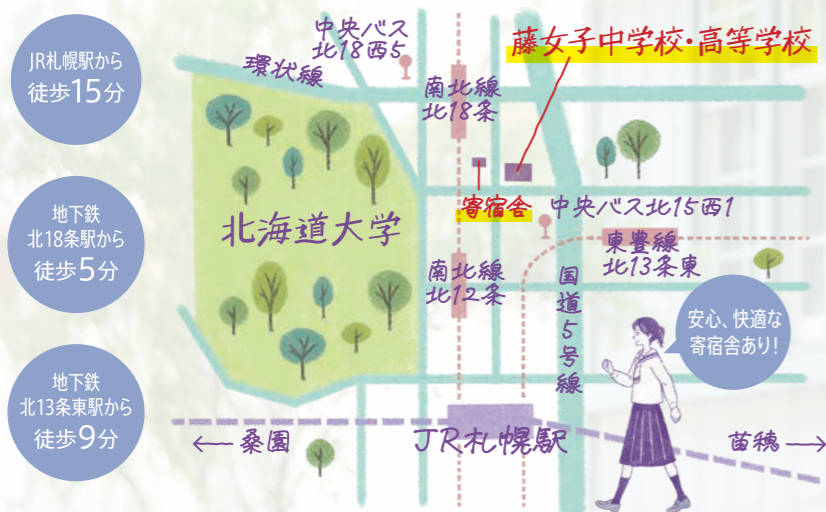 JR札幌駅から
徒歩15分
地下鉄
北18条駅から
徒歩5分
地下鉄
北13条東駅から
徒歩9分
中央バス
北18西5
環状線
南北線
北18条
藤女子中学校・高等学校
寄宿舎
中央バス北15西1
北海道大学
東豊線
北13条東
南北線
北12条
国道5号線
安心、快適な
寄宿舎あり!
←桑園
JR札幌駅
苗穂→